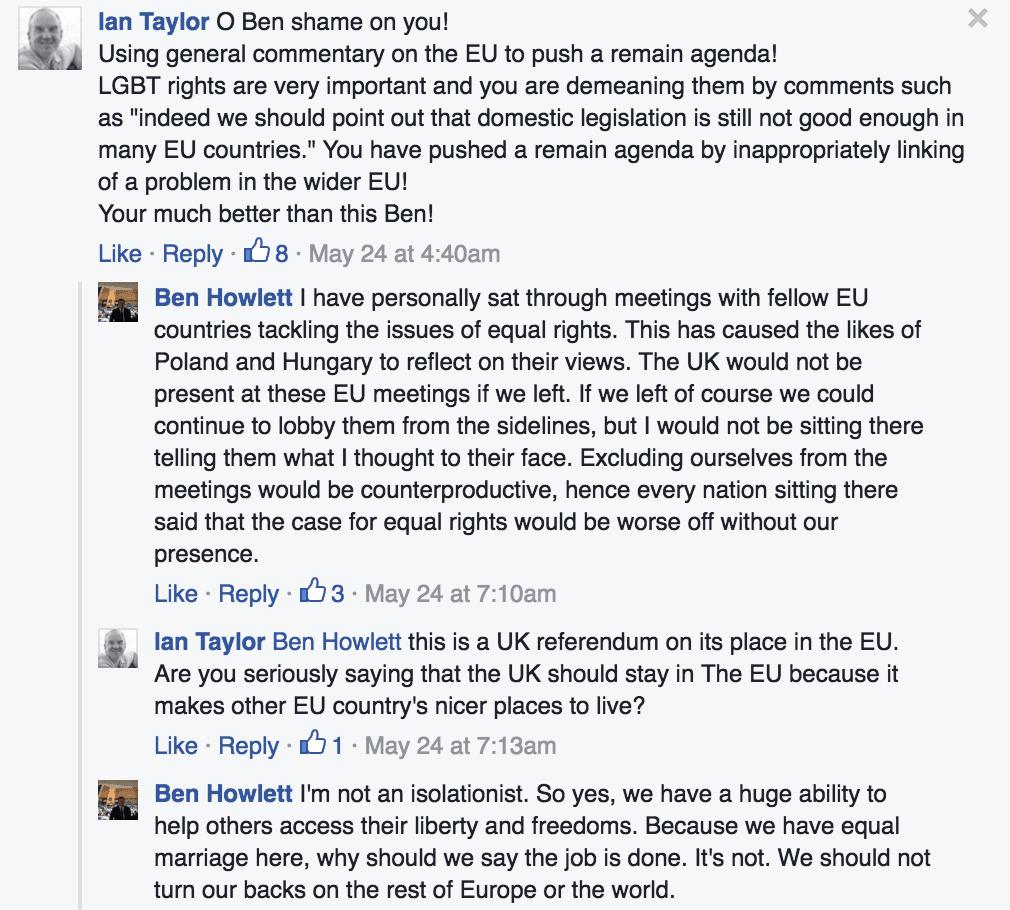 Ian Taylor O Ben shame on you!
Using general commentary on the EU to push a remain agenda!
LGBT rights are very important and you are demeaning them by comments such
as "indeed we should point out that domestic legislation is still not good enough in
many EU countries." You have pushed a remain agenda by inappropriately linking
of a problem in the wider EU!
Your much better than this Ben!
Like · Reply · 8 · May 24 at 4:40am
Ben Howlett I have personally sat through meetings with fellow EU
countries tackling the issues of equal rights. This has caused the likes of
Poland and Hungary to reflect on their views. The UK would not be
present at these EU meetings if we left. If we left of course we could
continue to lobby them from the sidelines, but I would not be sitting there
telling them what I thought to their face. Excluding ourselves from the
meetings would be counterproductive, hence every nation sitting there
said that the case for equal rights would be worse off without our
presence.
Like · Reply · 3 · May 24 at 7:10am
Ian Taylor Ben Howlett this is a UK referendum on its place in the EU.
Are you seriously saying that the UK should stay in The EU because it
makes other EU country's nicer places to live?
Like · Reply · 1 · May 24 at 7:13am
Ben Howlett I'm not an isolationist. So yes, we have a huge ability to
help others access their liberty and freedoms. Because we have equal
marriage here, why should we say the job is done. It's not. We should not
turn our backs on the rest of Europe or the world.